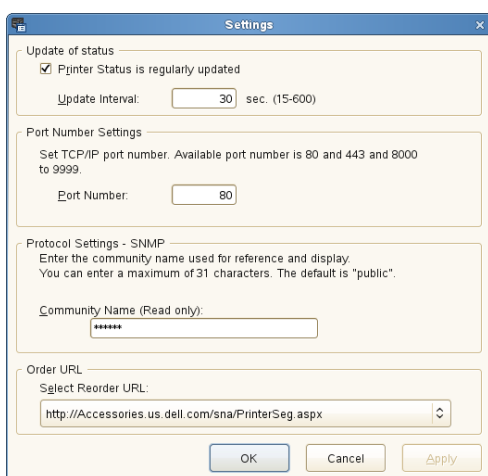 Settings
Update of status
Printer Status is regularly updated
Update Interval: 30 sec. (15-600)
Port Number Settings
Set TCP/IP port number. Available port number is 80 and 443 and 8000
to 9999.
Port Number: 80
Protocol Settings - SNMP
Enter the community name used for reference and display.
You can enter a maximum of 31 characters. The default is "public".
Community Name (Read only):
******
Order URL
Select Reorder URL:
http://Accessories.us.dell.com/sna/PrinterSeg.aspx
OK Cancel Apply